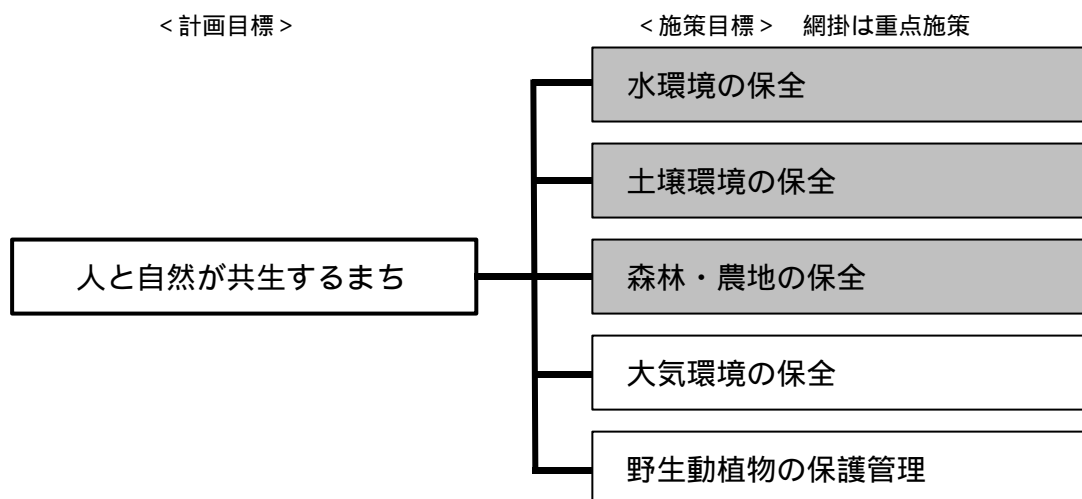 <計画目標>
<施策目標> 網掛は重点施策
水環境の保全
土壌環境の保全
人と自然が共生するまち
森林・農地の保全
大気環境の保全
野生動植物の保護管理